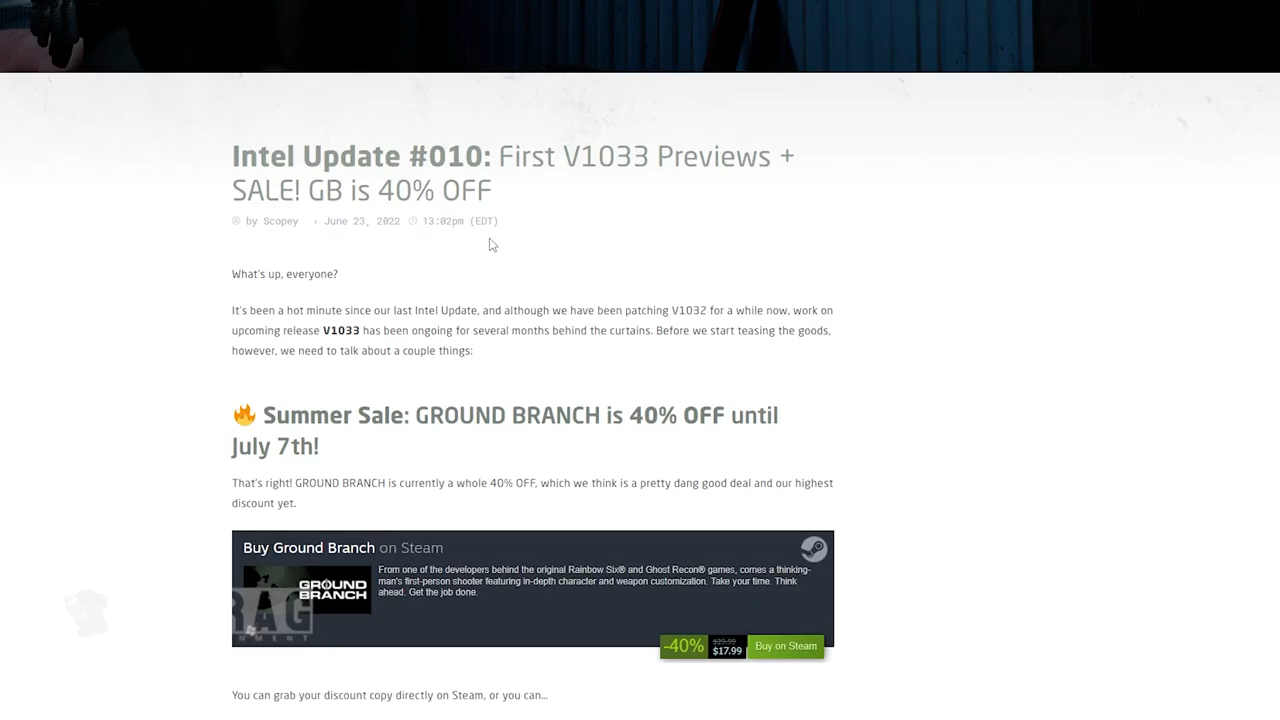 Intel Update #010: First V1033 Previews +
SALE! GB is 40% OFF
by Scopey • June 23, 2022 13:02pm (EDT)
What's up, everyone?
It's been a hot minute since our last Intel Update, and although we have been patching V1032 for a while now, work on
upcoming release V1033 has been ongoing for several months behind the curtains. Before we start teasing the goods,
however, we need to talk about a couple things:
🔥 Summer Sale: GROUND BRANCH is 40% OFF until
July 7th!
That's right! GROUND BRANCH is currently a whole 40% OFF, which we think is a pretty dang good deal and our highest
discount yet.
Buy Ground Branch on Steam
From one of the developers behind the original Rainbow Six® and Ghost Recon® games, comes a thinking-
man's first-person shooter featuring in-depth character and weapon customization. Take your time. Think
ahead. Get the job done.
GROUND
BRANCH
RAG
NMENT
-40%
$29.99
$17.99
Buy on Steam
You can grab your discount copy directly on Steam, or you can...